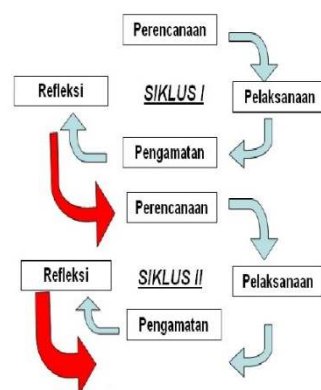 Perencanaan
Refleksi
SIKLUS I
Pelaksanaan
Pengamatan
Perencanaan
Refleksi
SIKLUS II
Pelaksanaan
Pengamatan